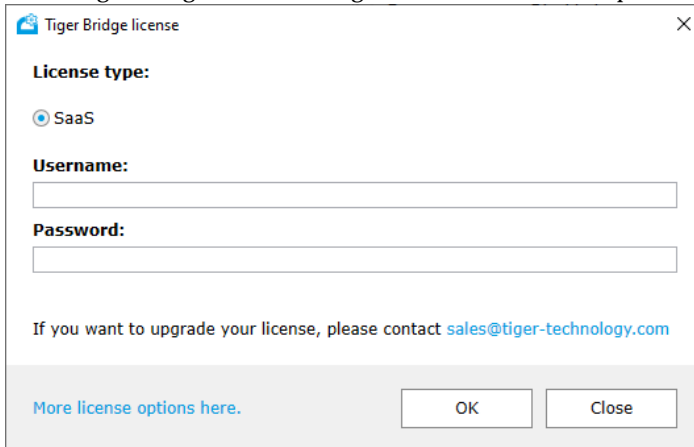 Tiger Bridge license
License type:
SaaS
Username:
Password:
If you want to upgrade your license, please contact sales@tiger-technology.com
More license options here.
OK
Close